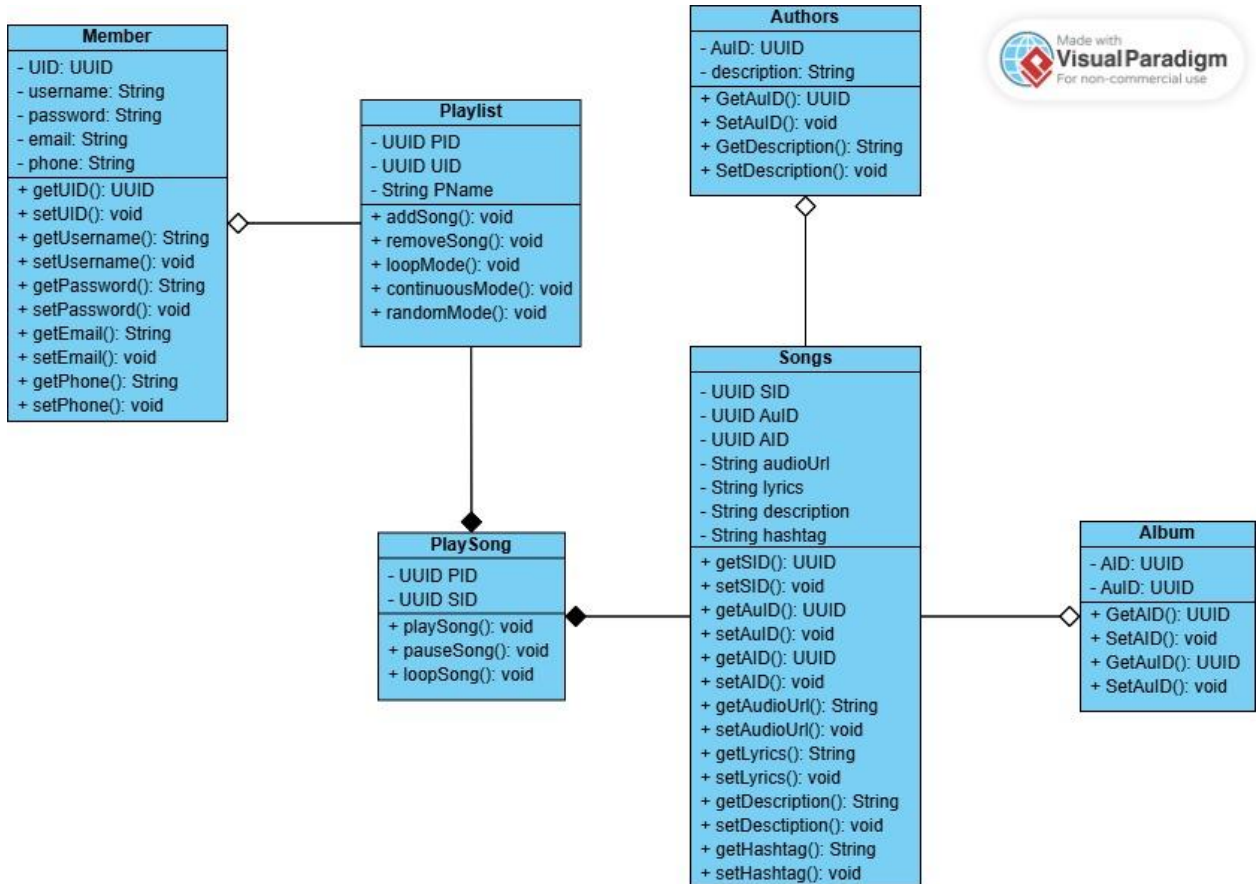 Member
- UID: UUID
- username: String
- password: String
- email: String
- phone: String
+ getUID(): UUID
+ setUID(): void
+ getUsername(): String
+ setUsername(): void
+ getPassword(): String
+ setPassword(): void
+ getEmail(): String
+ setEmail(): void
+ getPhone(): String
+ setPhone(): void
Playlist
- UUID PID
- UUID UID
- String PName
+ addSong(): void
+ removeSong(): void
+ loopMode(): void
+ continuousMode(): void
+ randomMode(): void
Authors
- AuID: UUID
- description: String
+ GetAuID(): UUID
+ SetAuID(): void
+ GetDescription(): String
+ SetDescription(): void
Made with
Visual Paradigm
For non-commercial use
PlaySong
- UUID PID
- UUID SID
+ playSong(): void
+ pauseSong(): void
+ loopSong(): void
Songs
- UUID SID
- UUID AuID
- UUID AID
- String audioUrl
- String lyrics
- String description
- String hashtag
+ getSID(): UUID
+ setSID(): void
+ getAuID(): UUID
+ setAuID(): void
+ getAID(): UUID
+ setAID(): void
+ getAudioUrl(): String
+ setAudioUrl(): void
+ getLyrics(): String
+ setLyrics(): void
+ getDescription(): String
+ setDesctiption(): void
+ getHashtag(): String
+ setHashtag(): void
Album
- AID: UUID
- AuID: UUID
+ GetAID(): UUID
+ SetAID(): void
+ GetAuID(): UUID
+ SetAuID(): void